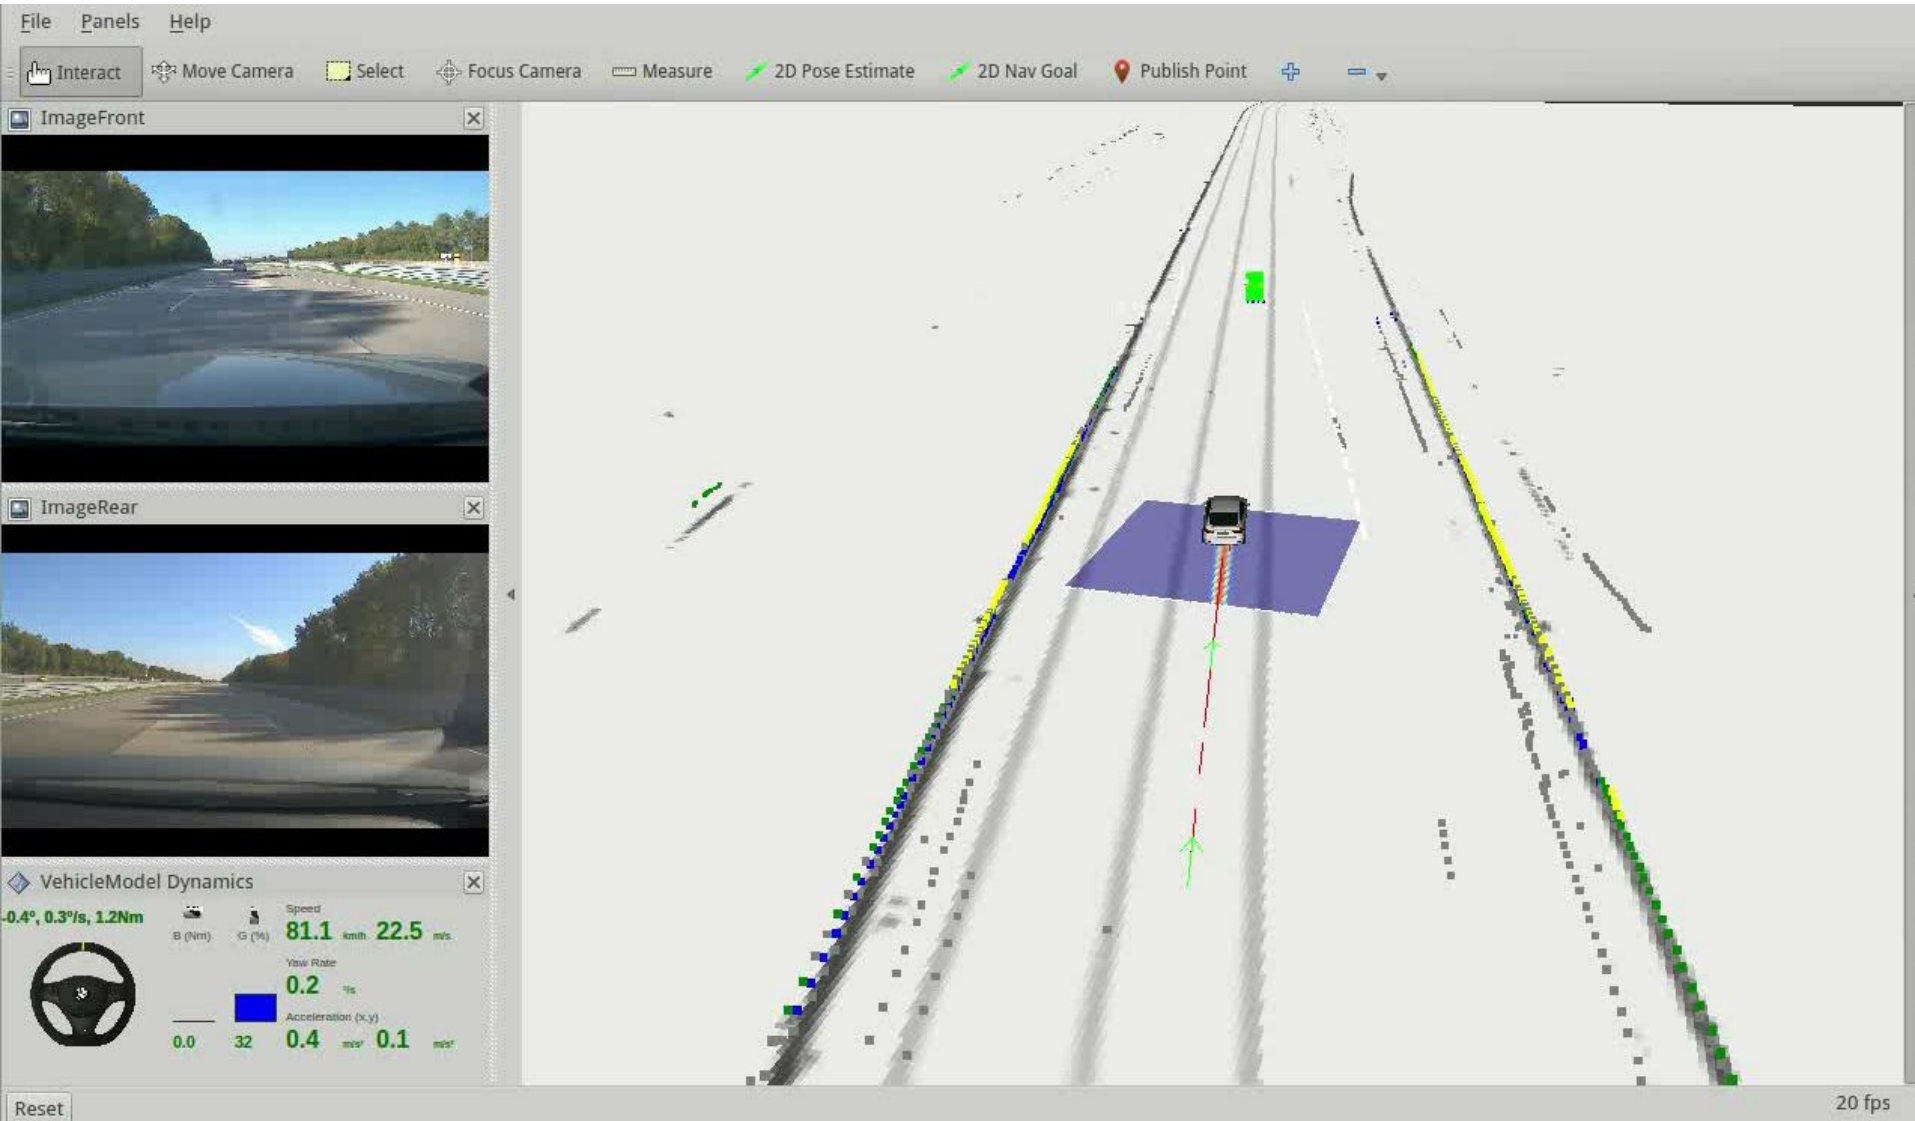 File Panels Help
Interact Move Camera Select Focus Camera Measure 2D Pose Estimate 2D Nav Goal Publish Point
ImageFront
ImageRear
VehicleModel Dynamics
-0.4°, 0.3°/s, 1.2Nm
B (Nm) G (%)
0.0 32
Speed
81.1 km/h 22.5 m/s
Yaw Rate
0.2 °/s
Acceleration (x,y)
0.4 m/s² 0.1 m/s²
Reset 20 fps